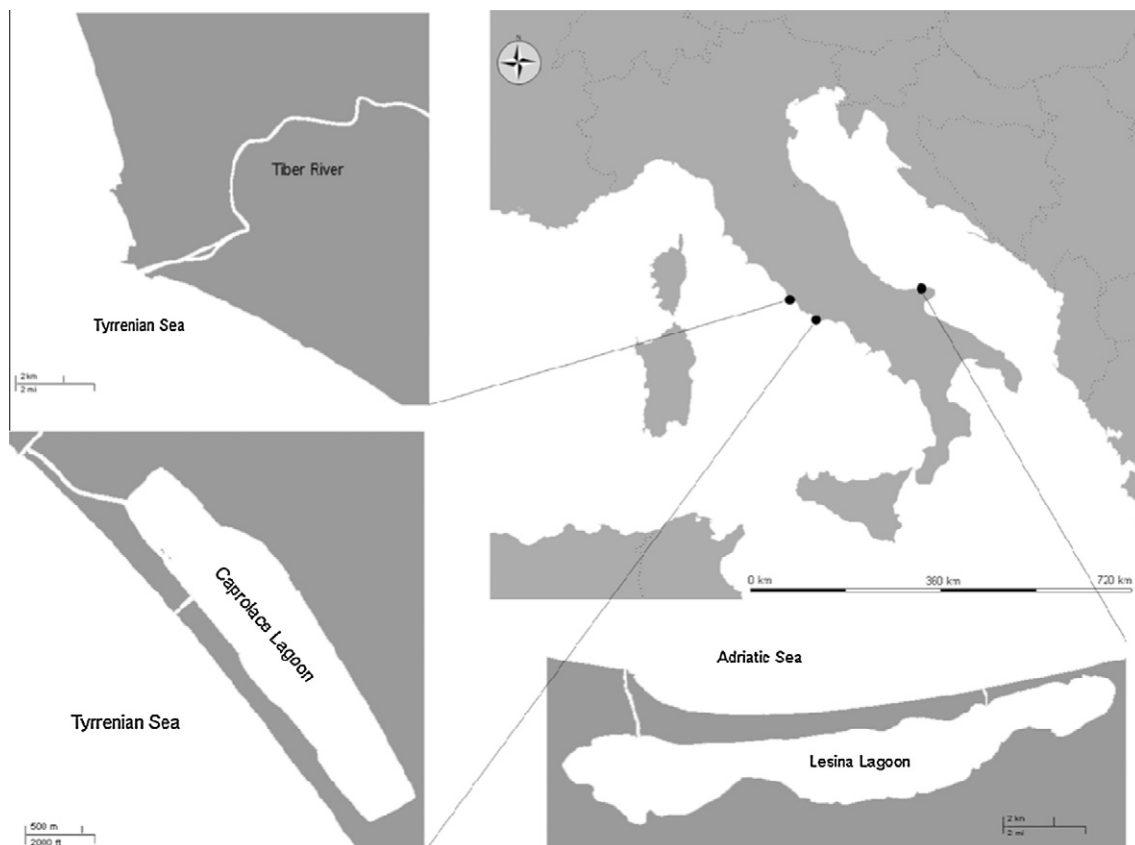 N
Tiber River
Tyrrenian Sea
2 km
2 mi
0 km 360 km 720 km
Caprolace Lagoon
Tyrrenian Sea
500 m
2000 ft
Adriatic Sea
Lesina Lagoon
2 km
2 mi